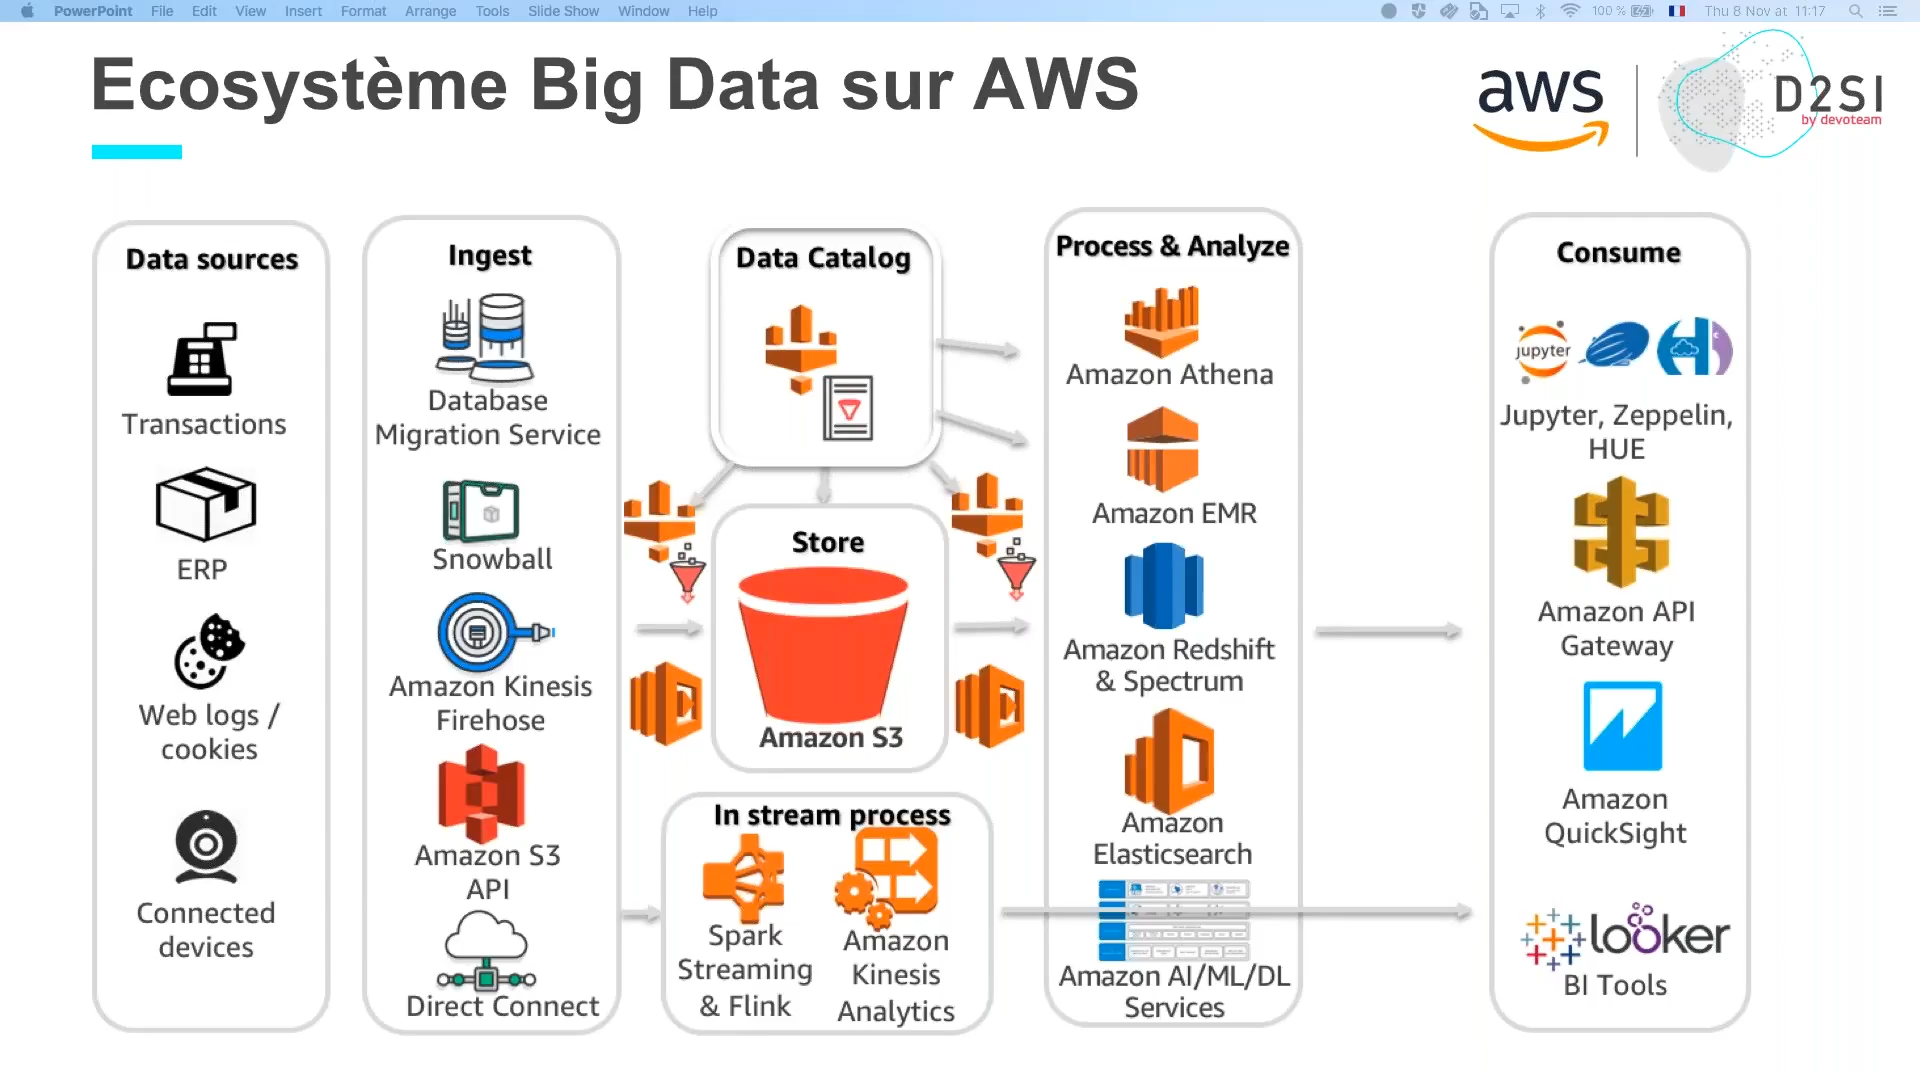 PowerPoint File Edit View Insert Format Arrange Tools Slide Show Window Help 100 % Thu 8 Nov at 11:17
Ecosystème Big Data sur AWS
aws
D2SI
by devoteam
Data sources
Transactions
ERP
Web logs /
cookies
Connected
devices
Ingest
Database
Migration Service
Snowball
Amazon Kinesis
Firehose
Amazon S3
API
Direct Connect
Data Catalog
Store
Amazon S3
In stream process
Spark
Streaming
& Flink
Amazon
Kinesis
Analytics
Process & Analyze
Amazon Athena
Amazon EMR
Amazon Redshift
& Spectrum
Amazon
Elasticsearch
Amazon AI/ML/DL
Services
Consume
jupyter
Jupyter, Zeppelin,
HUE
Amazon API
Gateway
Amazon
QuickSight
looker
BI Tools